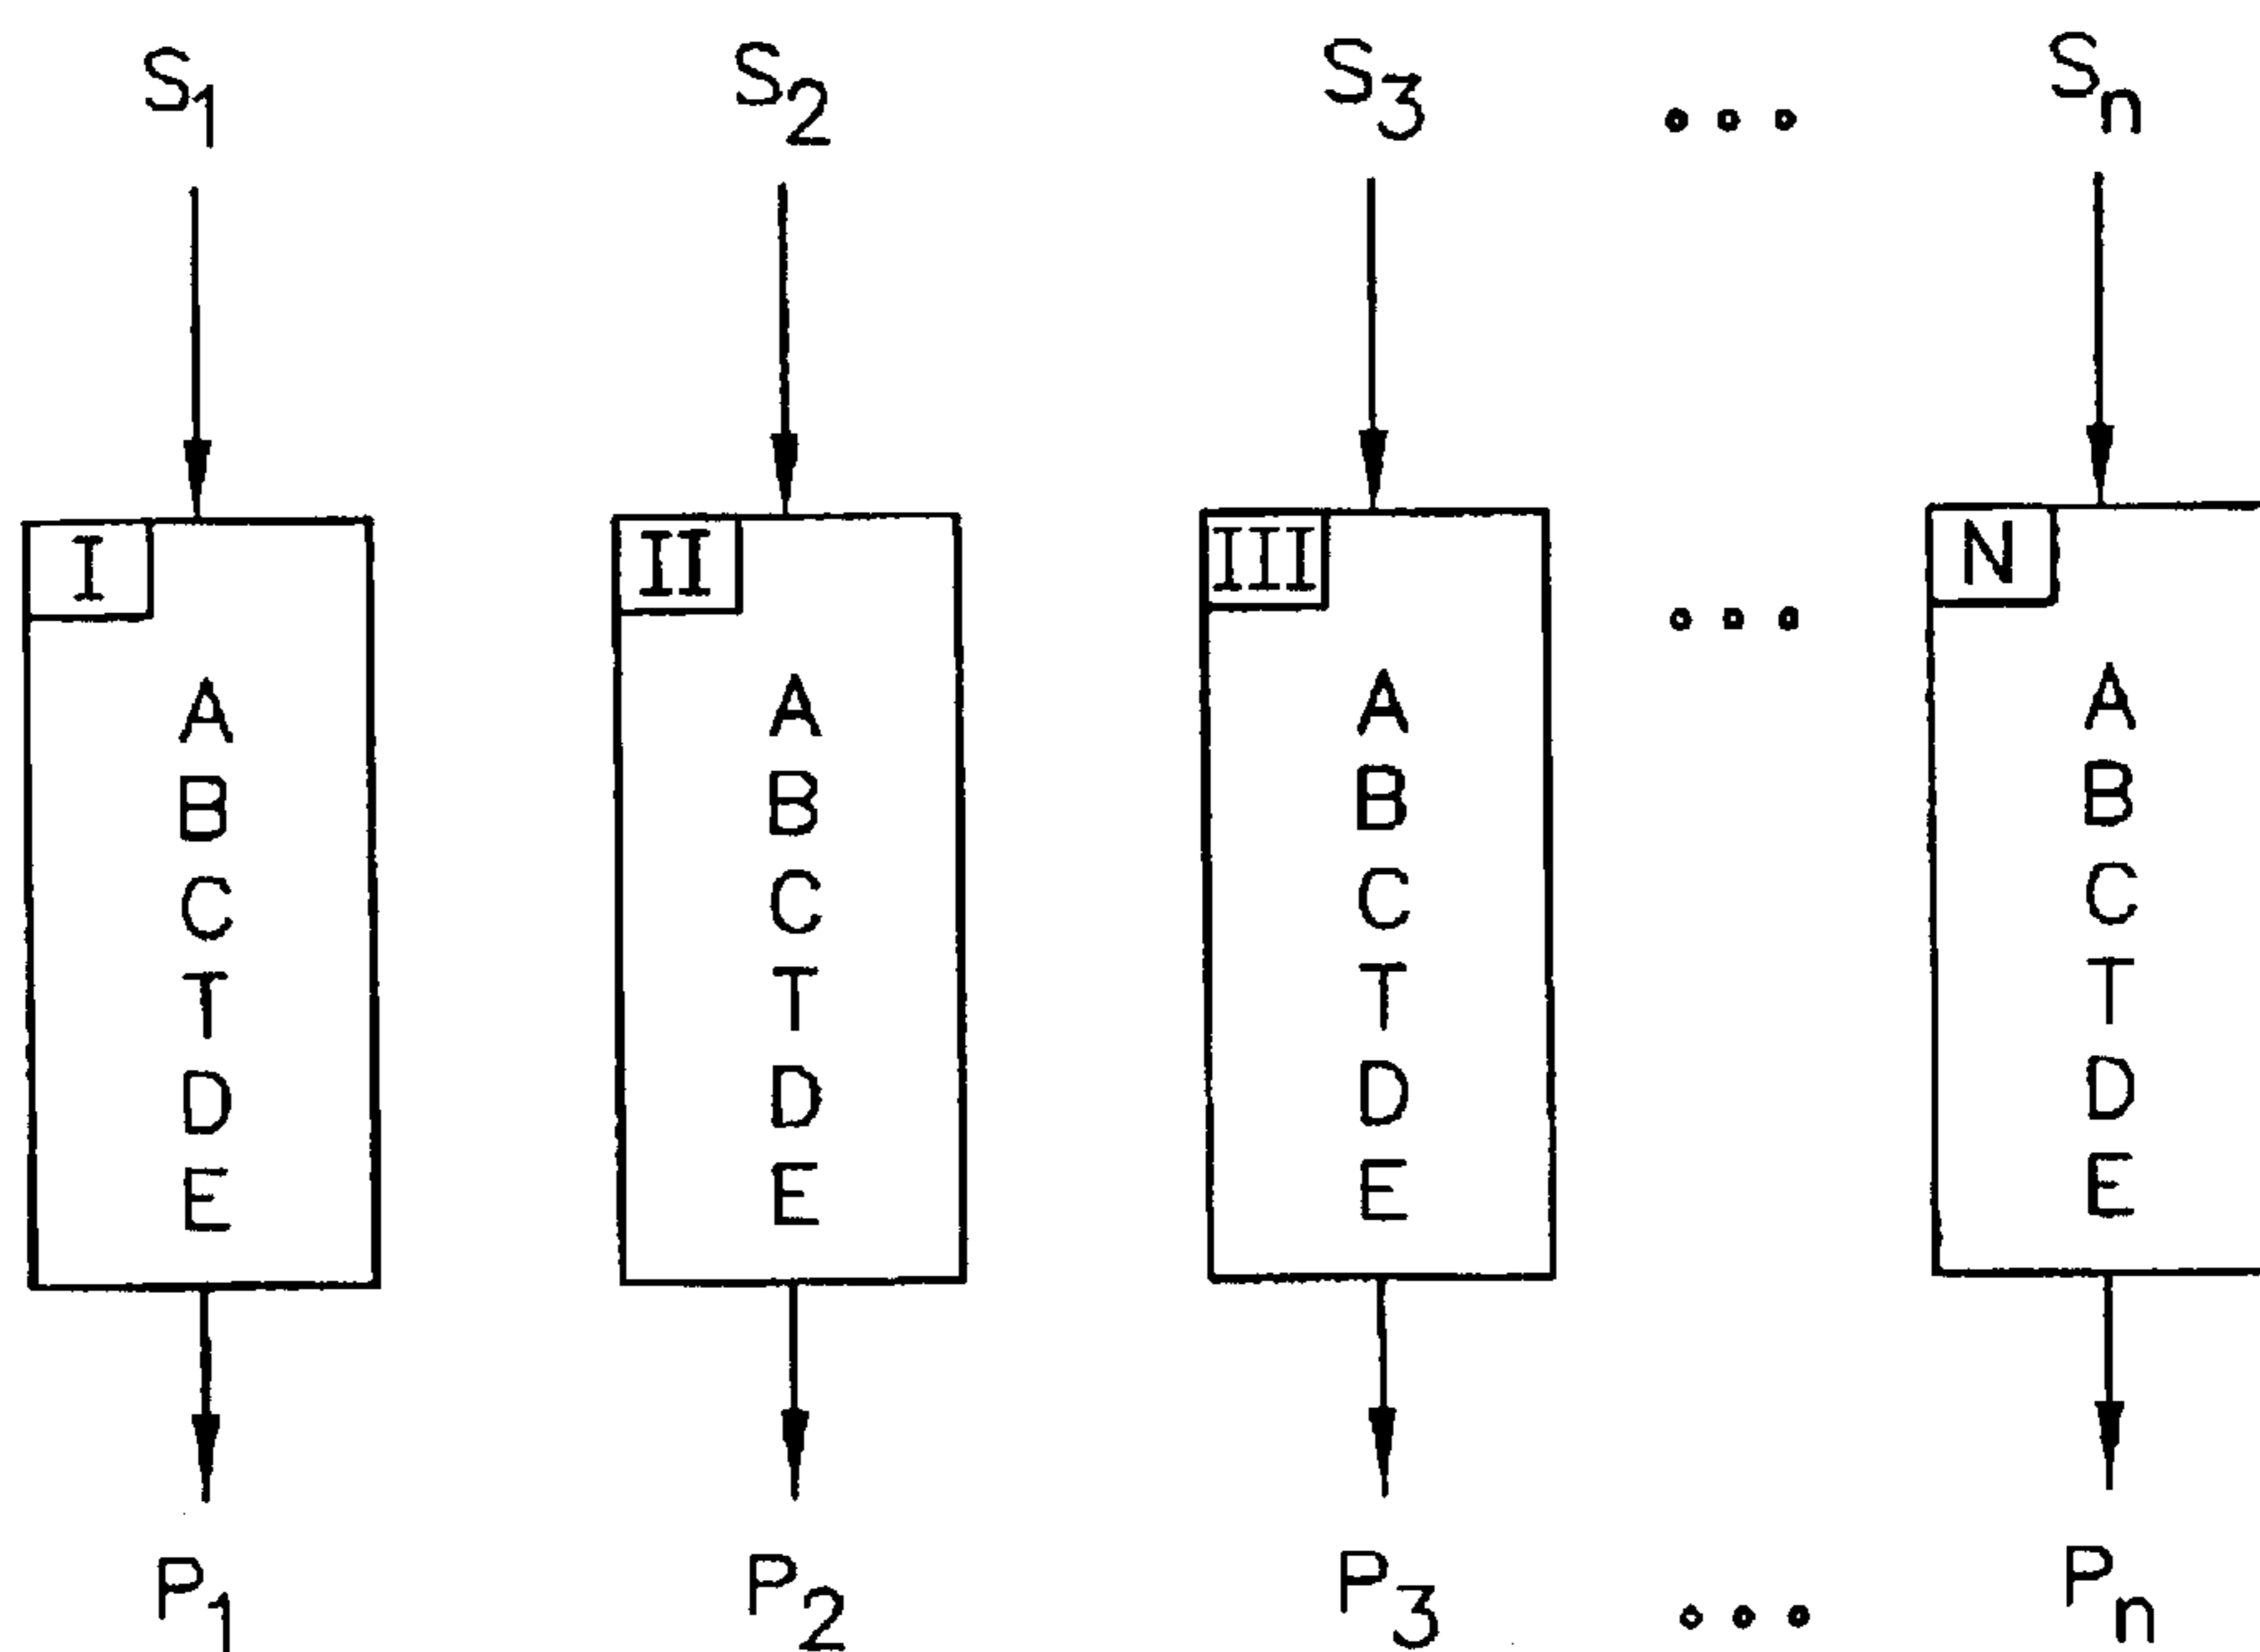 S1 S2 S3 ... Sn
I II III ... N
A A A A
B B B B
C C C C
T T T T
D D D D
E E E E
P1 P2 P3 ... Pn